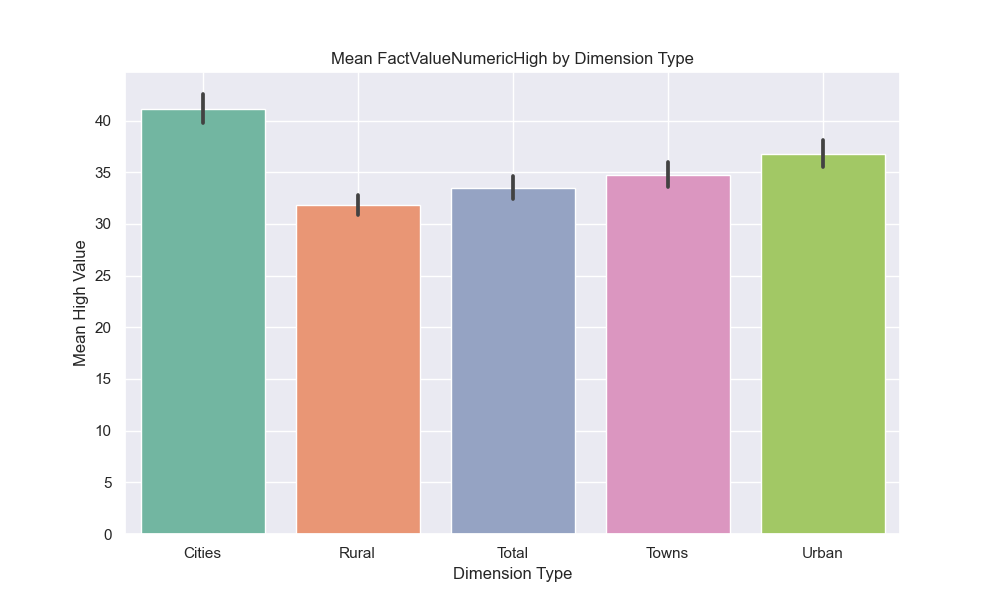 Mean FactValueNumericHigh by Dimension Type
Mean High Value
40
35
30
25
20
15
10
5
0
Cities Rural Total Towns Urban
Dimension Type